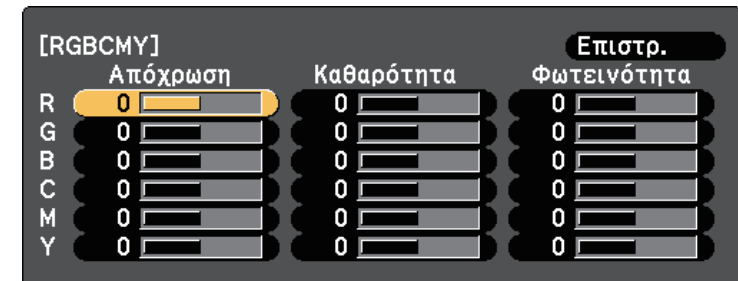 [RGBCMY] Επιστρ.
Απόχρωση Καθαρότητα Φωτεινότητα
R 0 0 0
G 0 0 0
B 0 0 0
C 0 0 0
M 0 0 0
Y 0 0 0